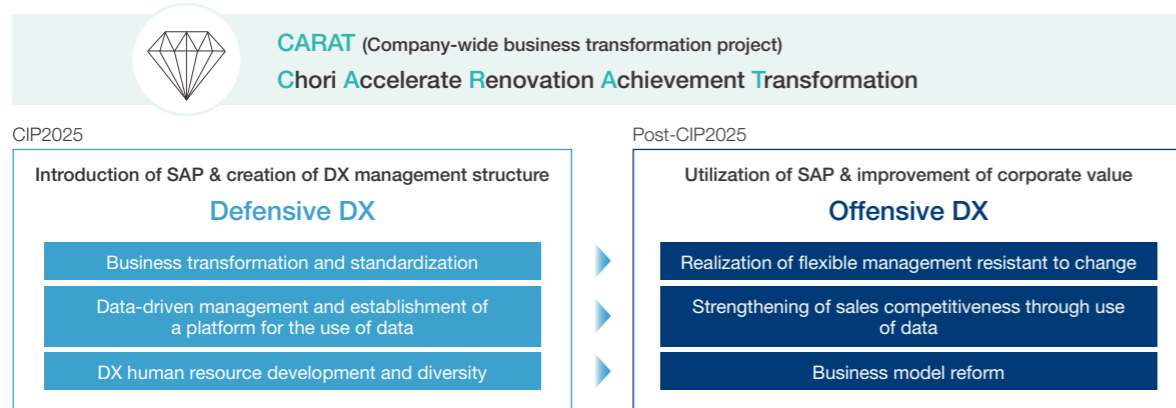 CARAT (Company-wide business transformation project)
Chori Accelerate Renovation Achievement Transformation
CIP2025
Introduction of SAP & creation of DX management structure
Defensive DX
Business transformation and standardization
Data-driven management and establishment of
a platform for the use of data
DX human resource development and diversity
Post-CIP2025
Utilization of SAP & improvement of corporate value
Offensive DX
Realization of flexible management resistant to change
Strengthening of sales competitiveness through use
of data
Business model reform